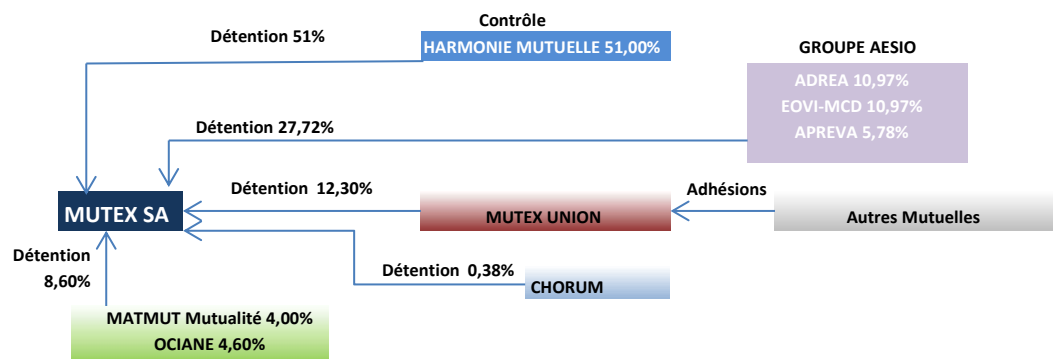 Contrôle
Détention 51%
HARMONIE MUTUELLE 51,00%
GROUPE AESIO
ADREA 10,97%
EOVI-MCD 10,97%
APREVA 5,78%
Détention 27,72%
Détention 12,30%
Adhésions
MUTEX SA
MUTEX UNION
Autres Mutuelles
Détention
8,60%
Détention 0,38%
CHORUM
MATMUT Mutualité 4,00%
OCIANE 4,60%